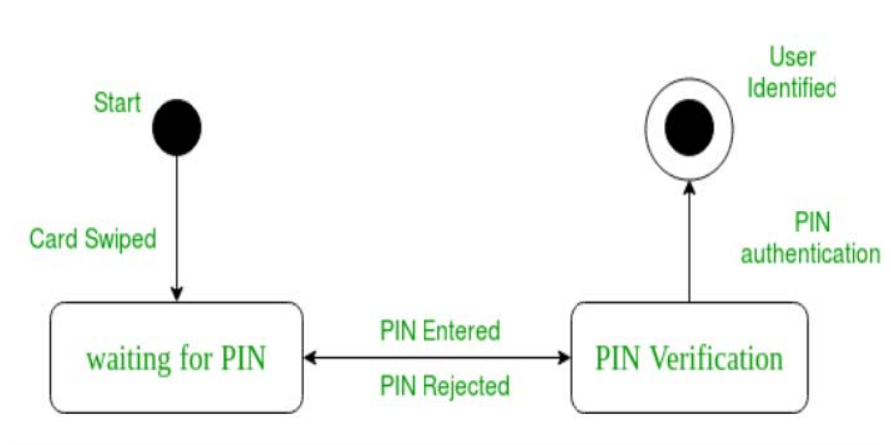 User
Identified
Start
PIN
authentication
Card Swiped
PIN Entered
waiting for PIN
PIN Verification
PIN Rejected